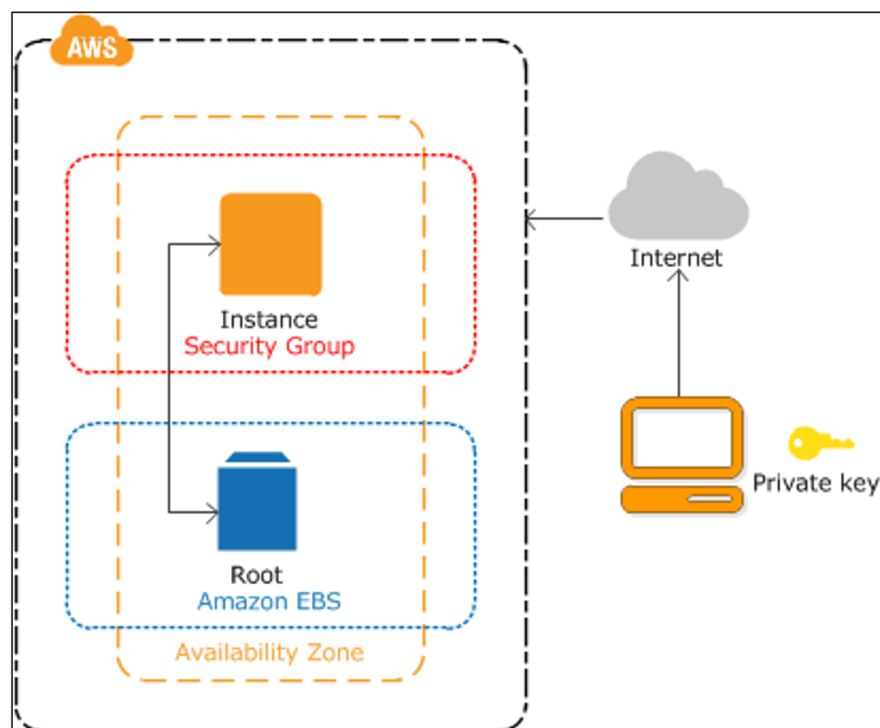 AWS
Instance
Security Group
Root
Amazon EBS
Availability Zone
Internet
Private key